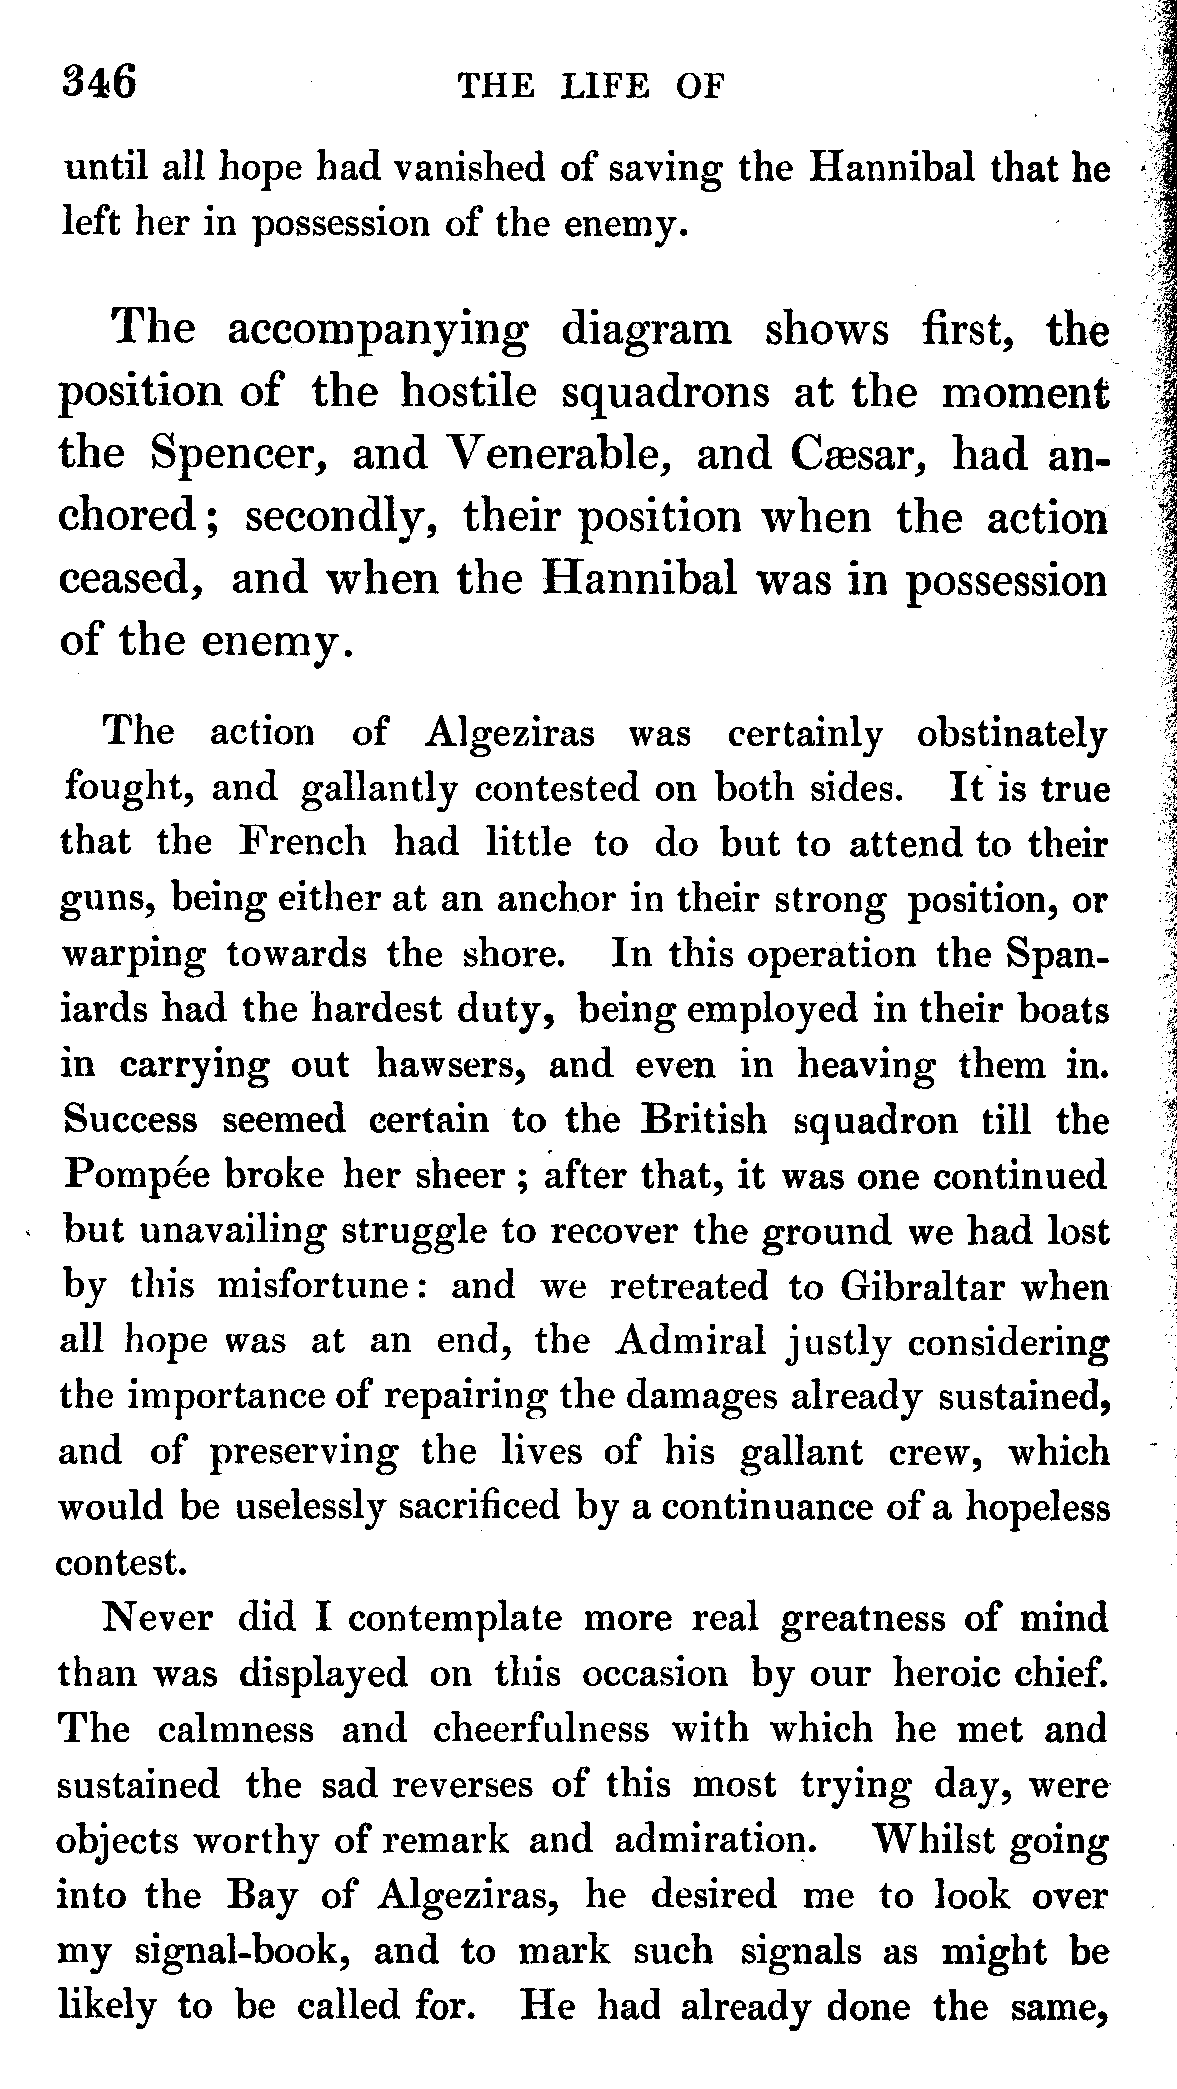 346 THE LIFE OF
until all hope had vanished of saving the Hannibal that he
left her in possession of the enemy.
The accompanying diagram shows first, the
position of the hostile squadrons at the moment
the Spencer, and Venerable, and Cæsar, had an-
chored; secondly, their position when the action
ceased, and when the Hannibal was in possession
of the enemy.
The action of Algeziras was certainly obstinately
fought, and gallantly contested on both sides. It is true
that the French had little to do but to attend to their
guns, being either at an anchor in their strong position, or
warping towards the shore. In this operation the Span-
iards had the hardest duty, being employed in their boats
in carrying out hawsers, and even in heaving them in.
Success seemed certain to the British squadron till the
Pompée broke her sheer; after that, it was one continued
but unavailing struggle to recover the ground we had lost
by this misfortune: and we retreated to Gibraltar when
all hope was at an end, the Admiral justly considering
the importance of repairing the damages already sustained,
and of preserving the lives of his gallant crew, which
would be uselessly sacrificed by a continuance of a hopeless
contest.
Never did I contemplate more real greatness of mind
than was displayed on this occasion by our heroic chief.
The calmness and cheerfulness with which he met and
sustained the sad reverses of this most trying day, were
objects worthy of remark and admiration. Whilst going
into the Bay of Algeziras, he desired me to look over
my signal-book, and to mark such signals as might be
likely to be called for. He had already done the same,